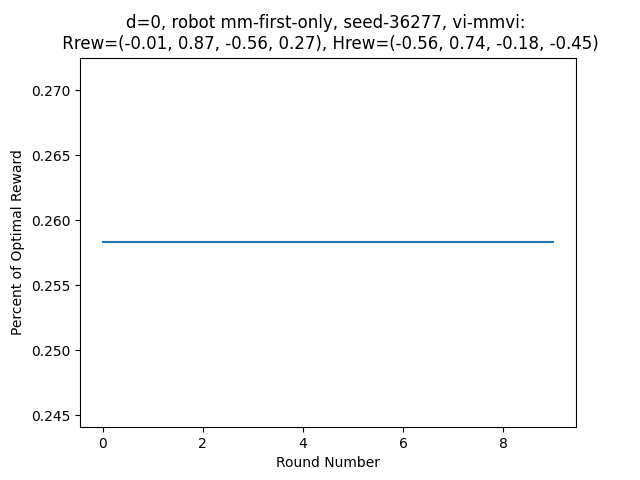 d=0, robot mm-first-only, seed-36277, vi-mmvi:
Rrew=(-0.01, 0.87, -0.56, 0.27), Hrew=(-0.56, 0.74, -0.18, -0.45)
0.270
0.265
0.260
0.255
0.250
0.245
Percent of Optimal Reward
0 2 4 6 8
Round Number